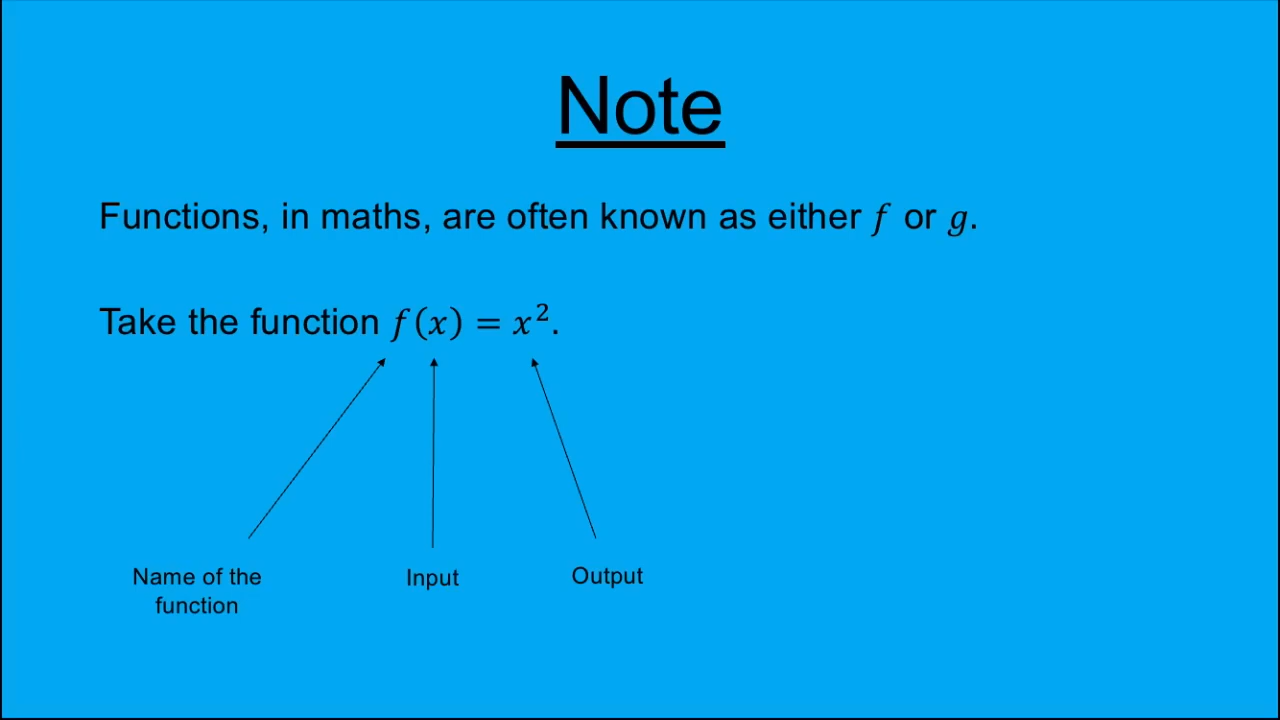 Note
Functions, in maths, are often known as either 𝑓 or 𝑔.
Take the function 𝑓(𝑥) = 𝑥².
Name of the
function
Input
Output